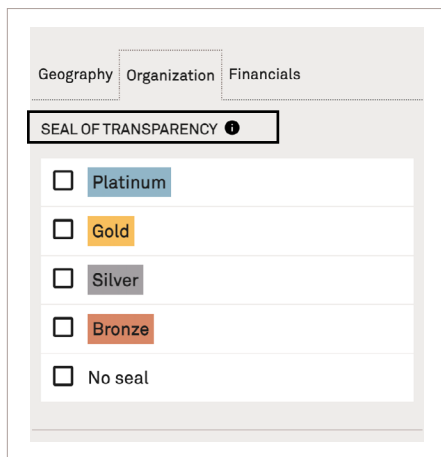 Geography Organization Financials
SEAL OF TRANSPARENCY
Platinum
Gold
Silver
Bronze
No seal